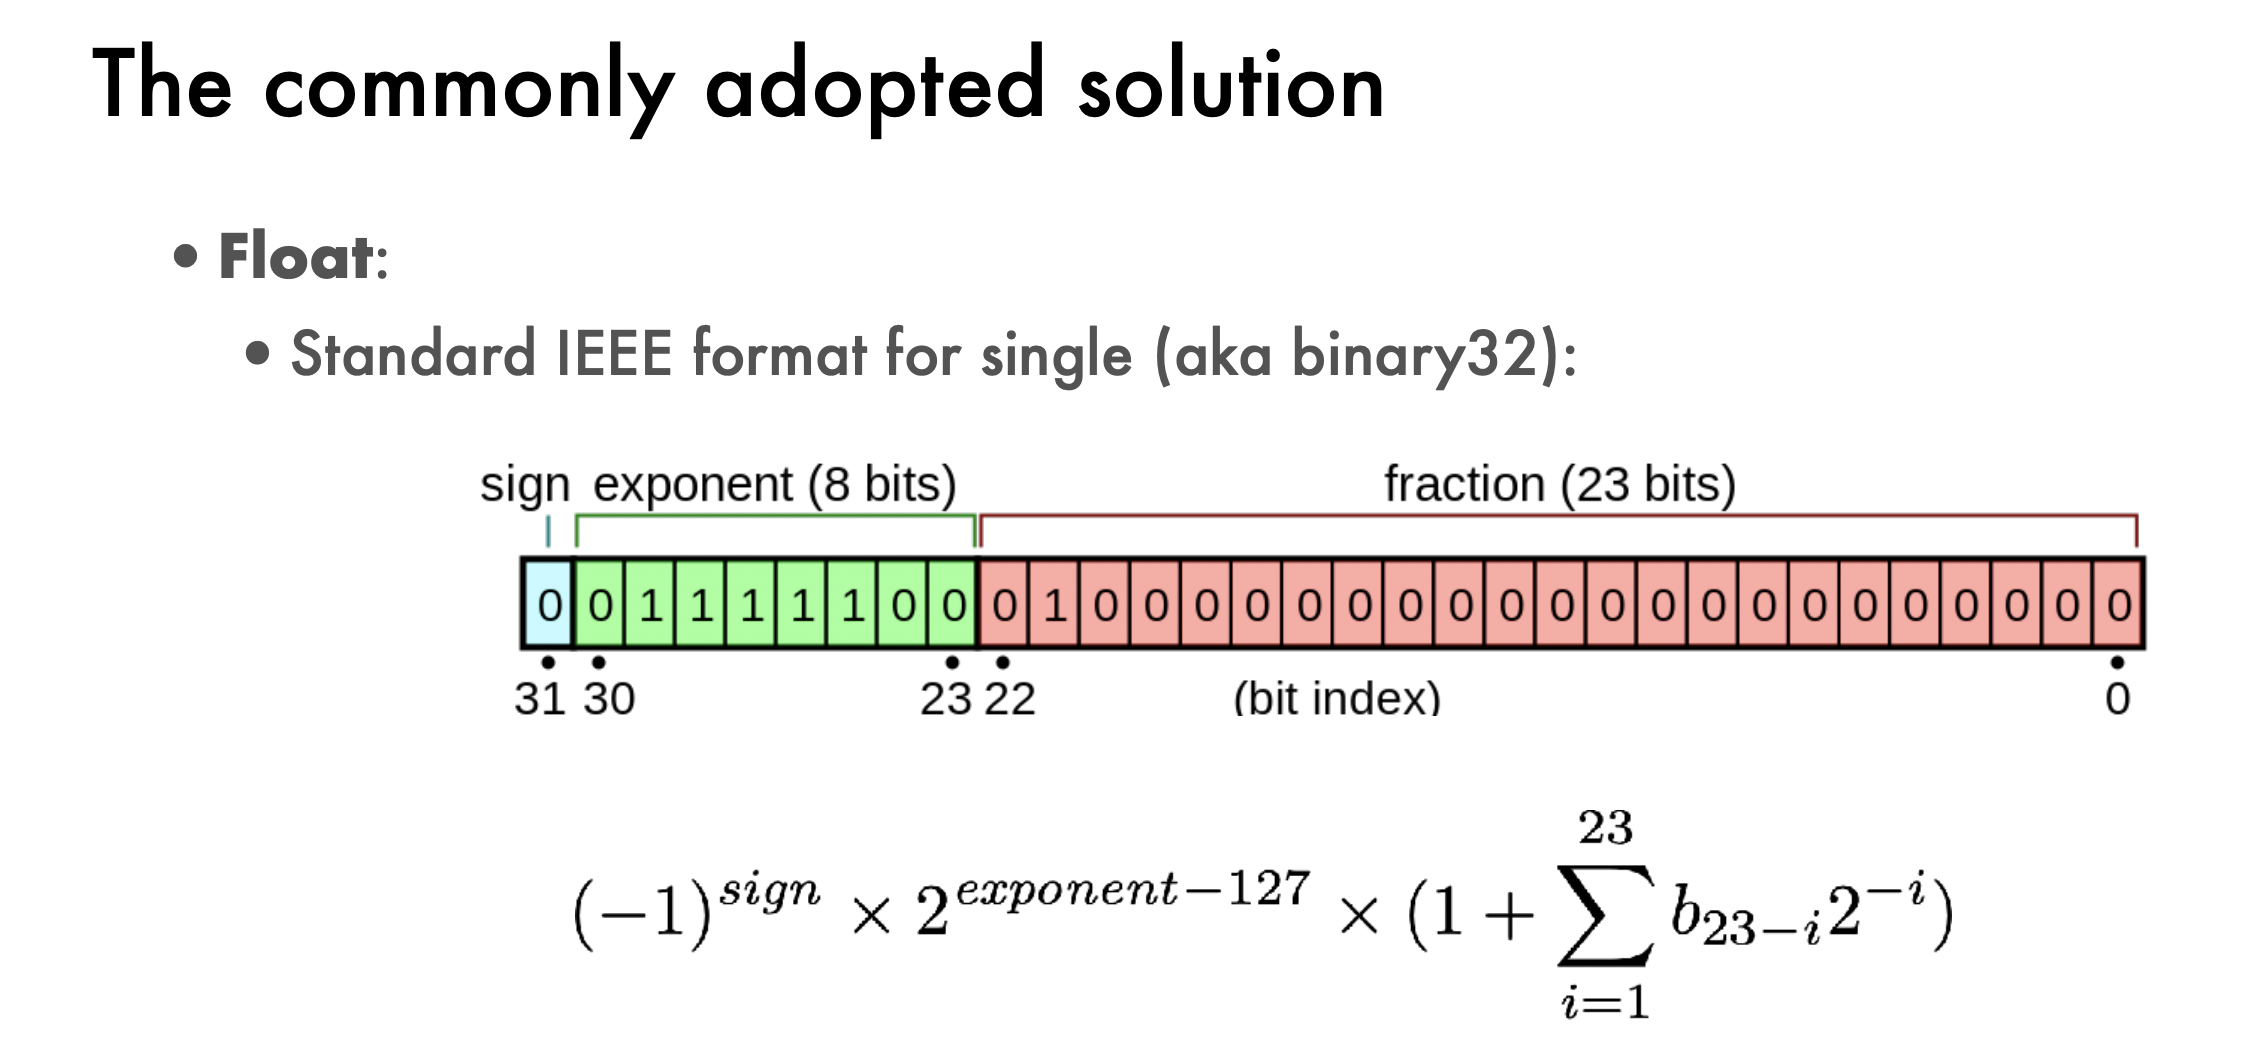 The commonly adopted solution
• Float:
• Standard IEEE format for single (aka binary32):
sign exponent (8 bits) fraction (23 bits)
0 0 1 1 1 1 1 0 0 0 1 0 0 0 0 0 0 0 0 0 0 0 0 0 0 0 0 0 0 0 0 0
31 30 23 22 (bit index) 0
(−1)^{sign} × 2^{exponent−127} × (1 + \sum_{i=1}^{23} b_{23−i} 2^{−i})